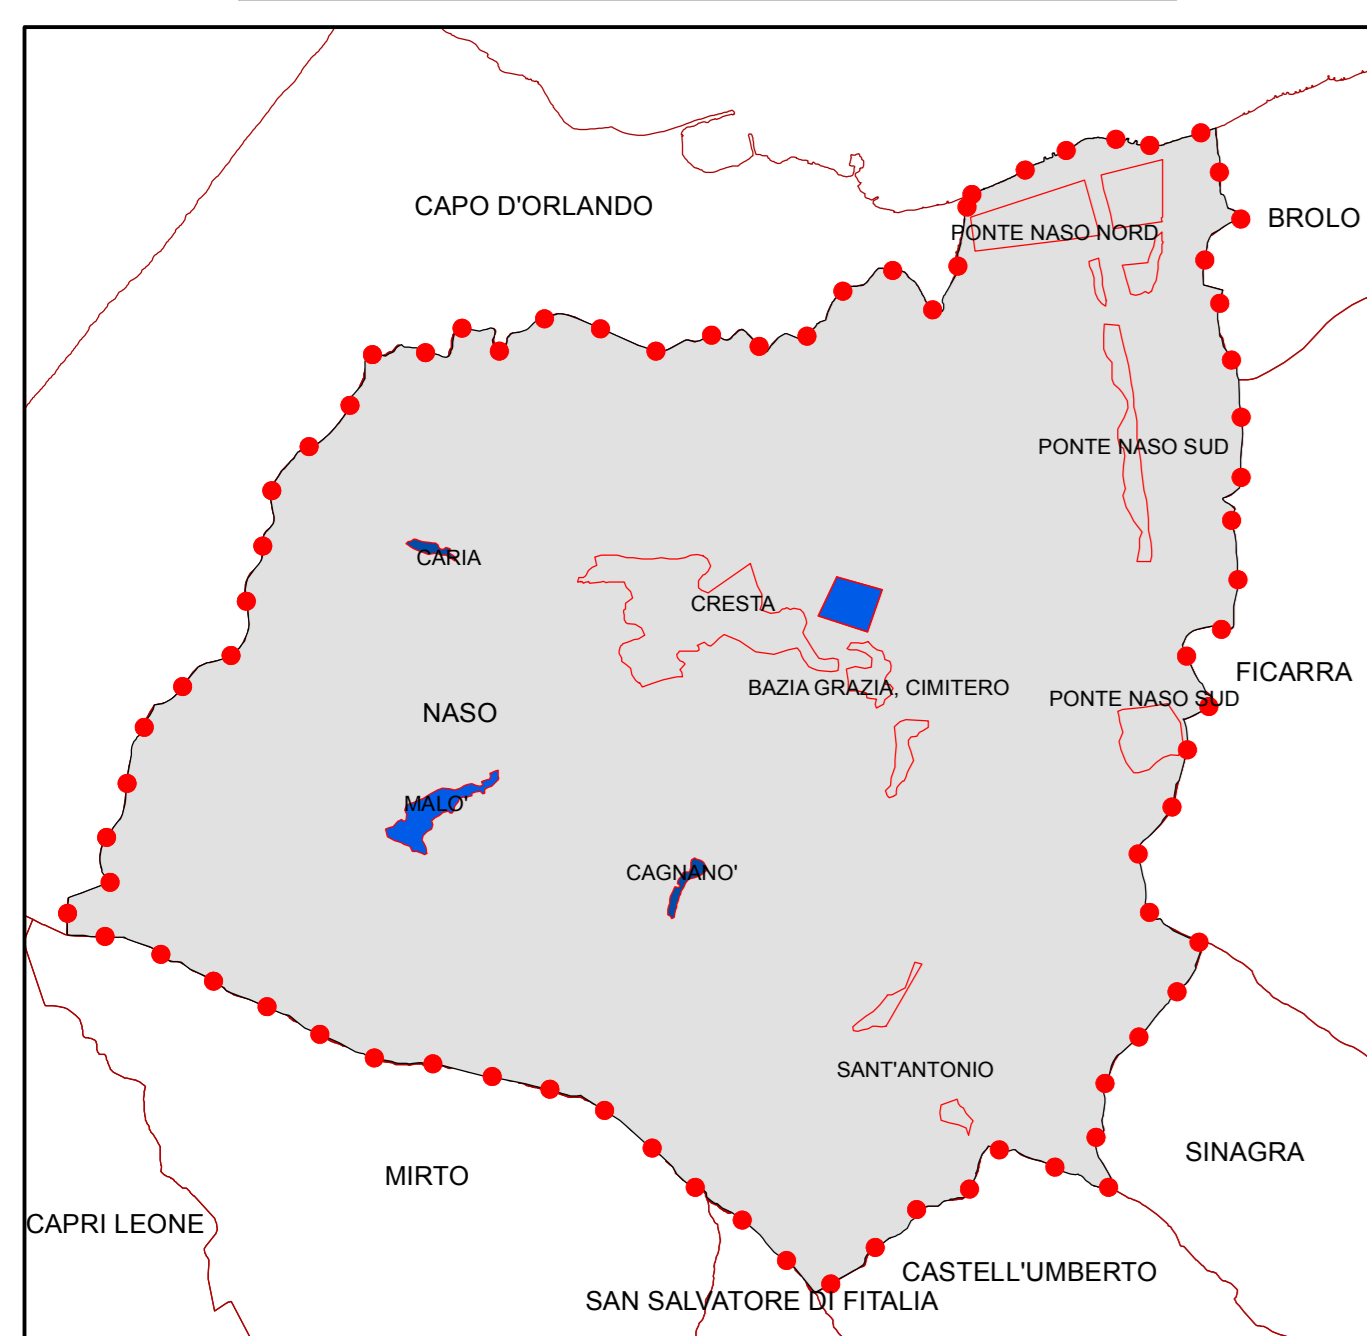 CAPO D'ORLANDO
BROLO
PONTE NASO NORD
PONTE NASO SUD
CARIA
CRESTA
FICARRA
BAZIA GRAZIA, CIMITERO
PONTE NASO SUD
NASO
MALO'
CAGNANO'
SANT'ANTONIO
SINAGRA
MIRTO
CAPRI LEONE
CASTELL'UMBERTO
SAN SALVATORE DI FITALIA